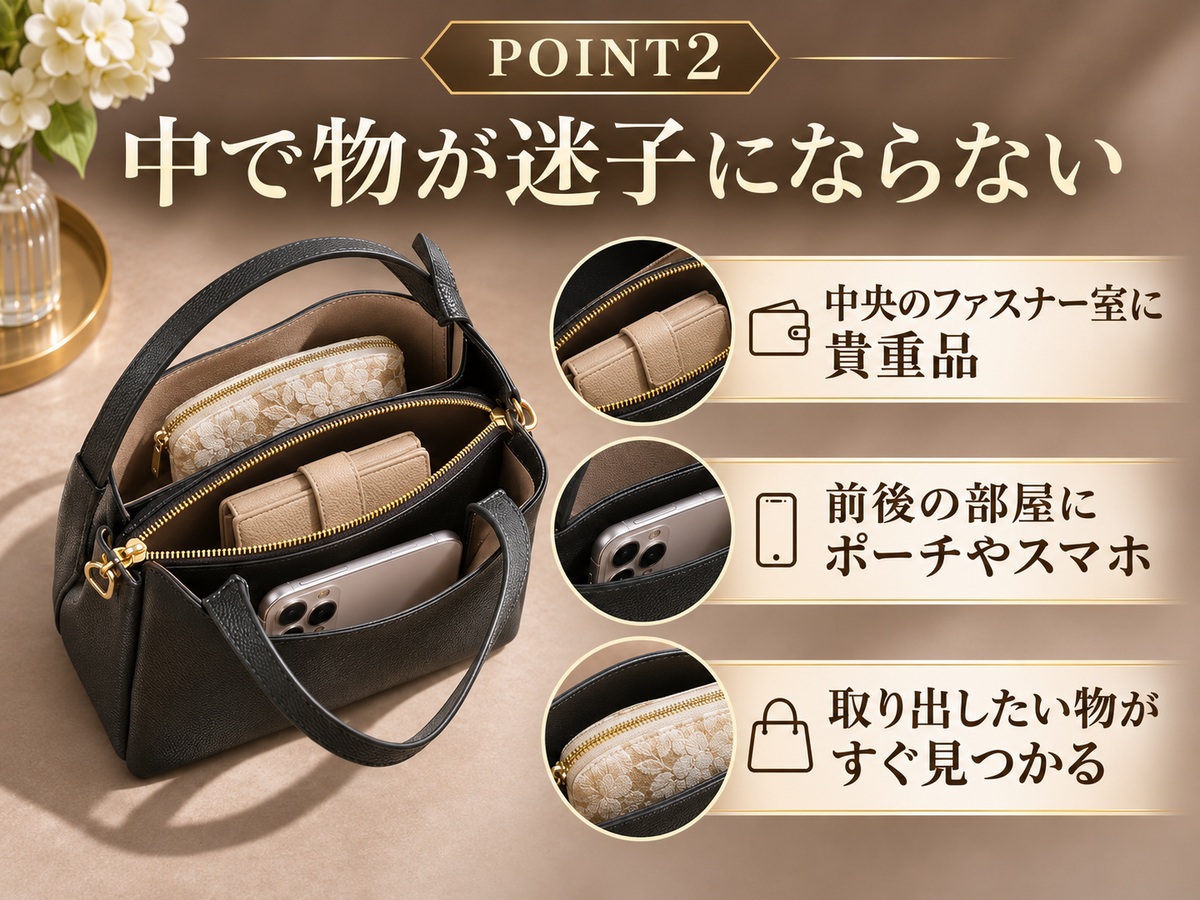 POINT2
中で物が迷子にならない
中央のファスナー室に
貴重品
前後の部屋に
ポーチやスマホ
取り出したい物が
すぐ見つかる